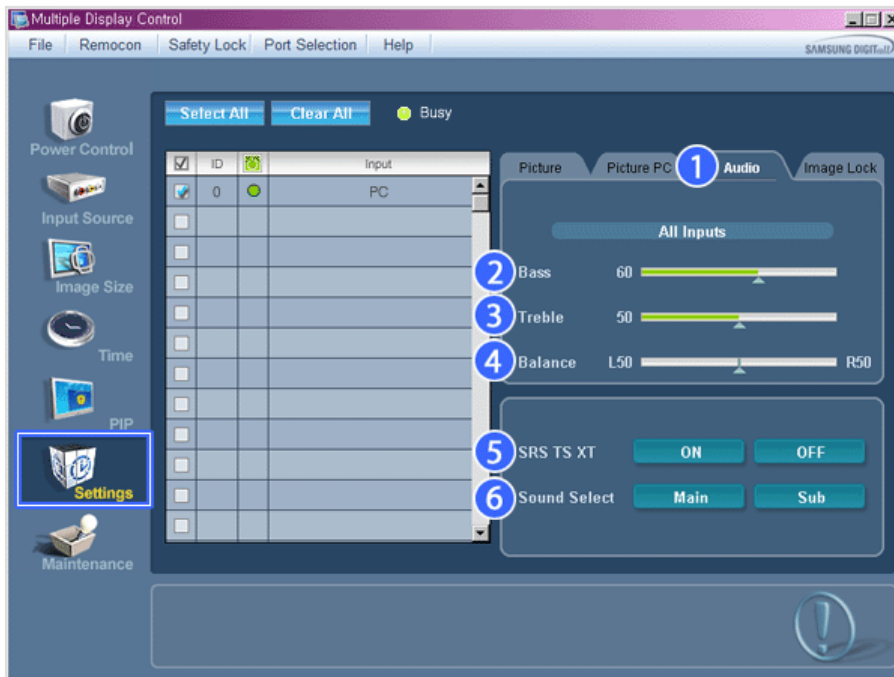 Multiple Display Control
File Remocon Safety Lock Port Selection Help
SAMSUNG DIGITall
Select All Clear All Busy
Power Control
Input Source
Image Size
Time
PIP
Settings
Maintenance
ID Input
0 PC
Picture Picture PC 1 Audio Image Lock
All Inputs
2 Bass 60
3 Treble 50
4 Balance L50 R50
5 SRS TS XT ON OFF
6 Sound Select Main Sub